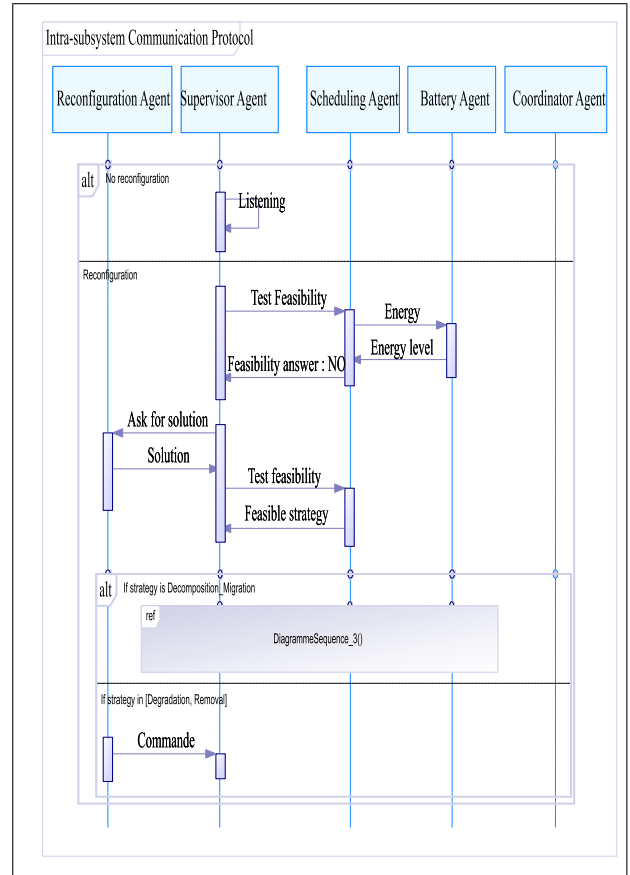 Intra-subsystem Communication Protocol
Reconfiguration Agent
Supervisor Agent
Scheduling Agent
Battery Agent
Coordinator Agent
alt
No reconfiguration
Listening
Reconfiguration
Test Feasibility
Energy
Energy level
Feasibility answer : NO
Ask for solution
Solution
Test feasibility
Feasible strategy
alt
If strategy is Decomposition_Migration
ref
DiagrammeSequence_3()
If strategy in [Degradation, Removal]
Commande